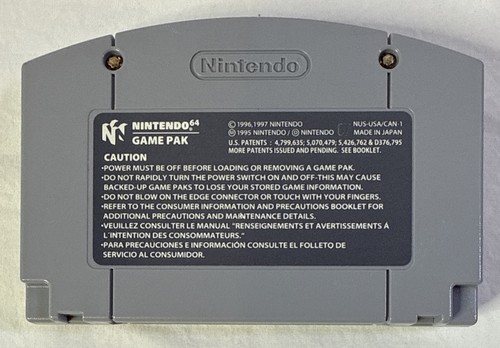 Nintendo
NINTENDO64
GAME PAK
©1996,1997 NINTENDO
Ⓜ1995 NINTENDO / Ⓓ NINTENDO
NUS-USA/CAN-1
MADE IN JAPAN
U.S. PATENTS : 4,799,635; 5,070,479; 5,426,762 & D376,795
MORE PATENTS ISSUED AND PENDING. SEE BOOKLET.
CAUTION
•POWER MUST BE OFF BEFORE LOADING OR REMOVING A GAME PAK.
•DO NOT RAPIDLY TURN THE POWER SWITCH ON AND OFF-THIS MAY CAUSE
BACKED-UP GAME PAKS TO LOSE YOUR STORED GAME INFORMATION.
•DO NOT BLOW ON THE EDGE CONNECTOR OR TOUCH WITH YOUR FINGERS.
•REFER TO THE CONSUMER INFORMATION AND PRECAUTIONS BOOKLET FOR
ADDITIONAL PRECAUTIONS AND MAINTENANCE DETAILS.
•VEUILLEZ CONSULTER LE MANUAL "RENSEIGNEMENTS ET AVERTISSEMENTS À
L'INTENTION DES CONSOMMATEURS."
•PARA PRECAUCIONES E INFORMACIÓN CONSULTE EL FOLLETO DE
SERVICIO AL CONSUMIDOR.